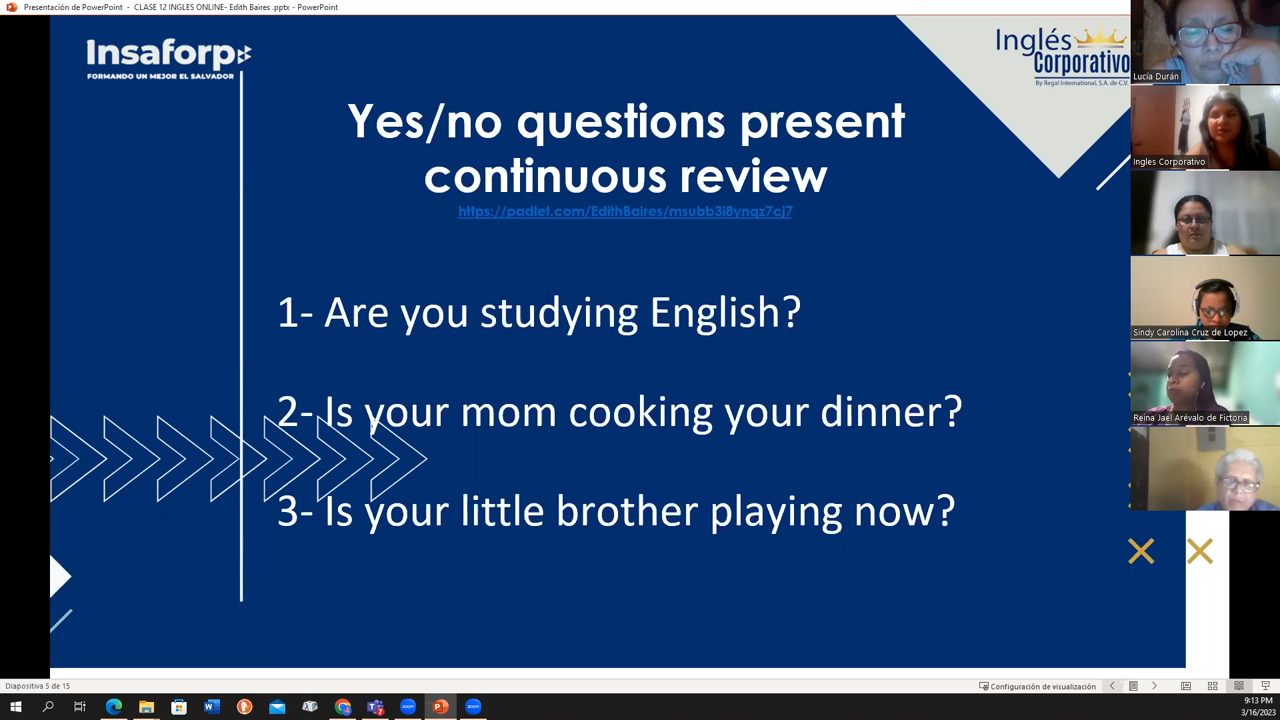 Presentación de PowerPoint - CLASE 12 INGLES ONLINE- Edith Baires .pptx - PowerPoint
Insaforp
FORMANDO UN MEJOR EL SALVADOR
Inglés
Corporativo
By Regal International, S.A. de C.V.
Yes/no questions present
continuous review
https://padlet.com/EdithBaires/msubb3i8ynqz7cj7
1- Are you studying English?
2- Is your mom cooking your dinner?
3- Is your little brother playing now?
Lucía Durán
Ingles Corporativo
Sindy Carolina Cruz de Lopez
Reina Jael Arévalo de Fictoria
Diapositiva 5 de 15
Configuración de visualización
9:13 PM
3/16/2023